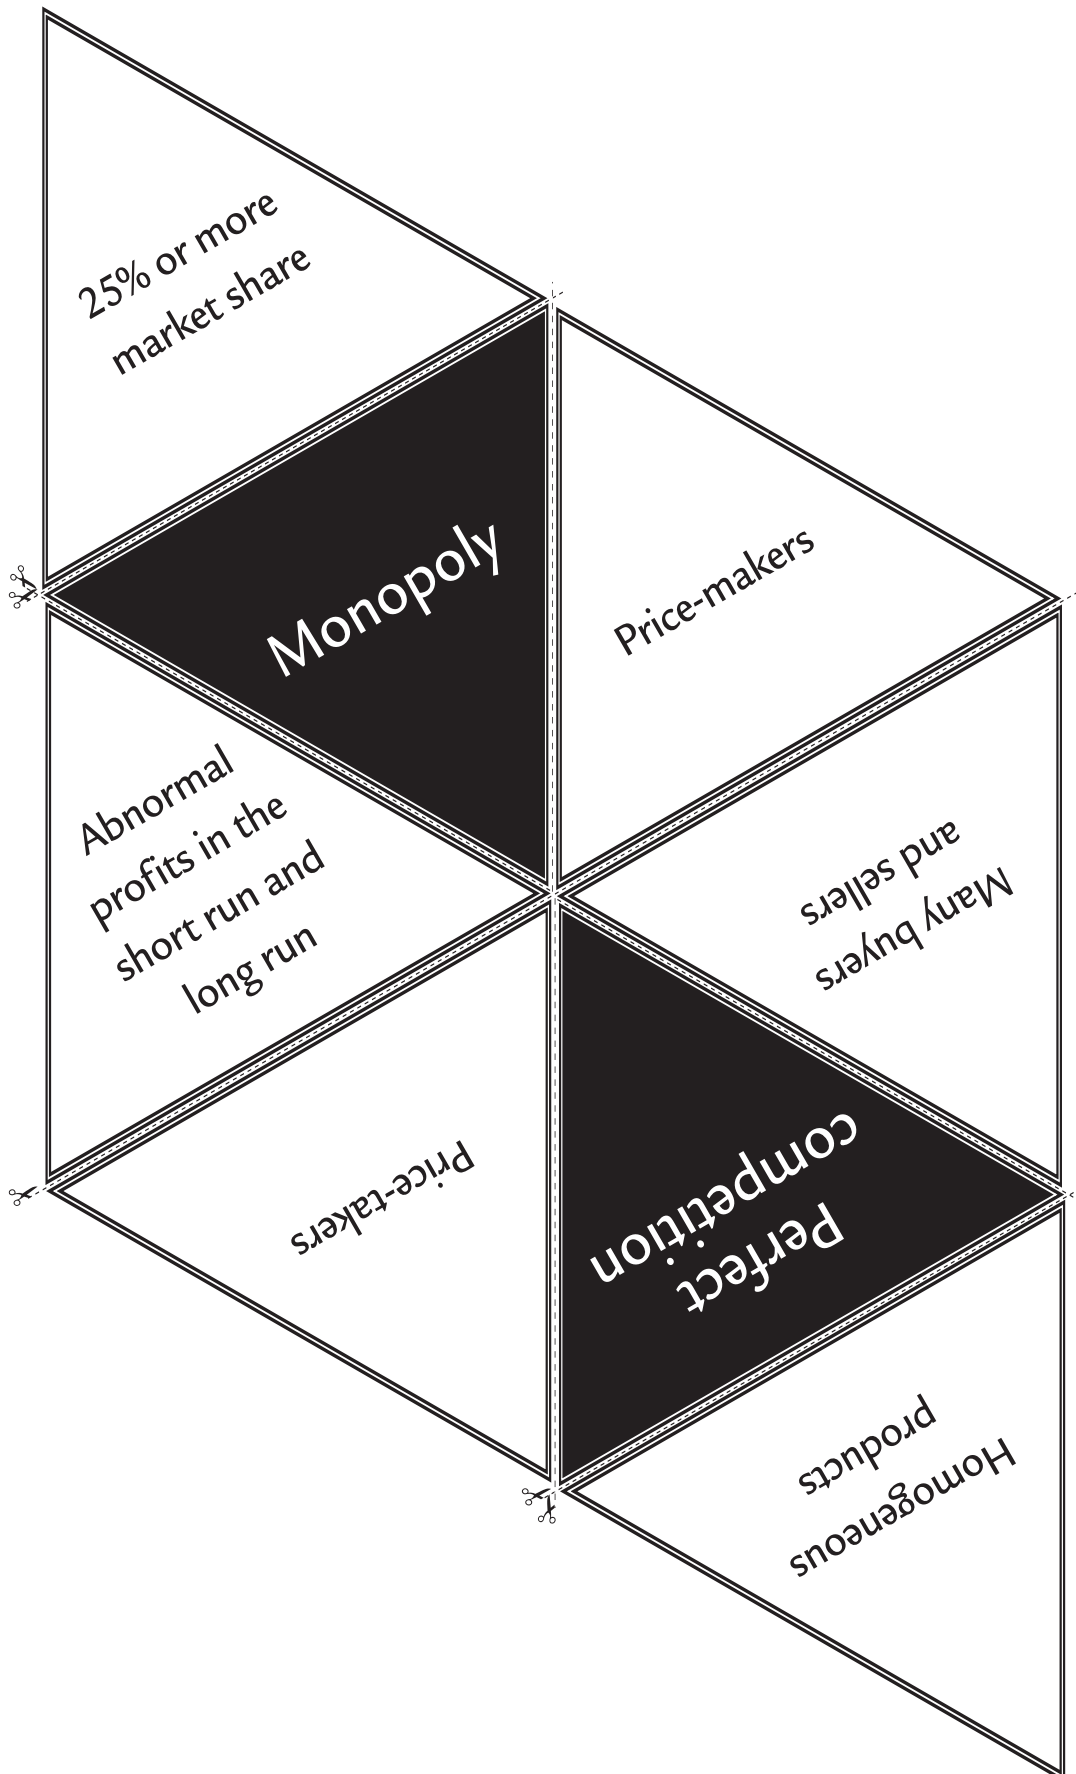 25% or more
market share
Monopoly
Price-makers
Abnormal
profits in the
short run and
long run
Many buyers
and sellers
Price-takers
Perfect
competition
Homogeneous
products